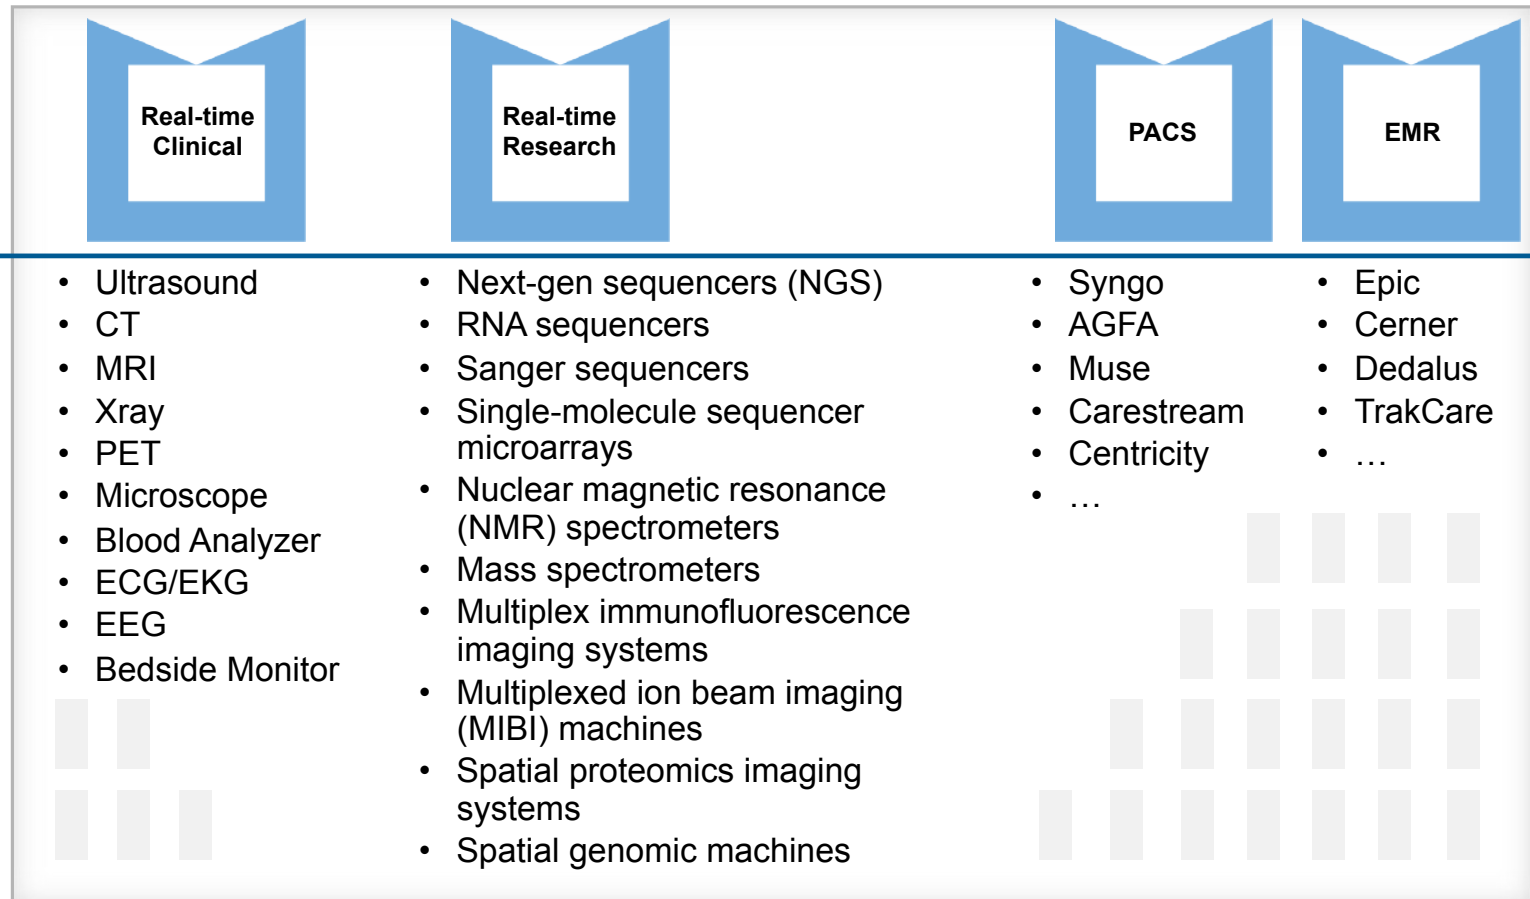 Real-time
Clinical
Real-time
Research
PACS
EMR
• Ultrasound
• CT
• MRI
• Xray
• PET
• Microscope
• Blood Analyzer
• ECG/EKG
• EEG
• Bedside Monitor
• Next-gen sequencers (NGS)
• RNA sequencers
• Sanger sequencers
• Single-molecule sequencer
microarrays
• Nuclear magnetic resonance
(NMR) spectrometers
• Mass spectrometers
• Multiplex immunofluorescence
imaging systems
• Multiplexed ion beam imaging
(MIBI) machines
• Spatial proteomics imaging
systems
• Spatial genomic machines
• Syngo
• AGFA
• Muse
• Carestream
• Centricity
• …
• Epic
• Cerner
• Dedalus
• TrakCare
• …